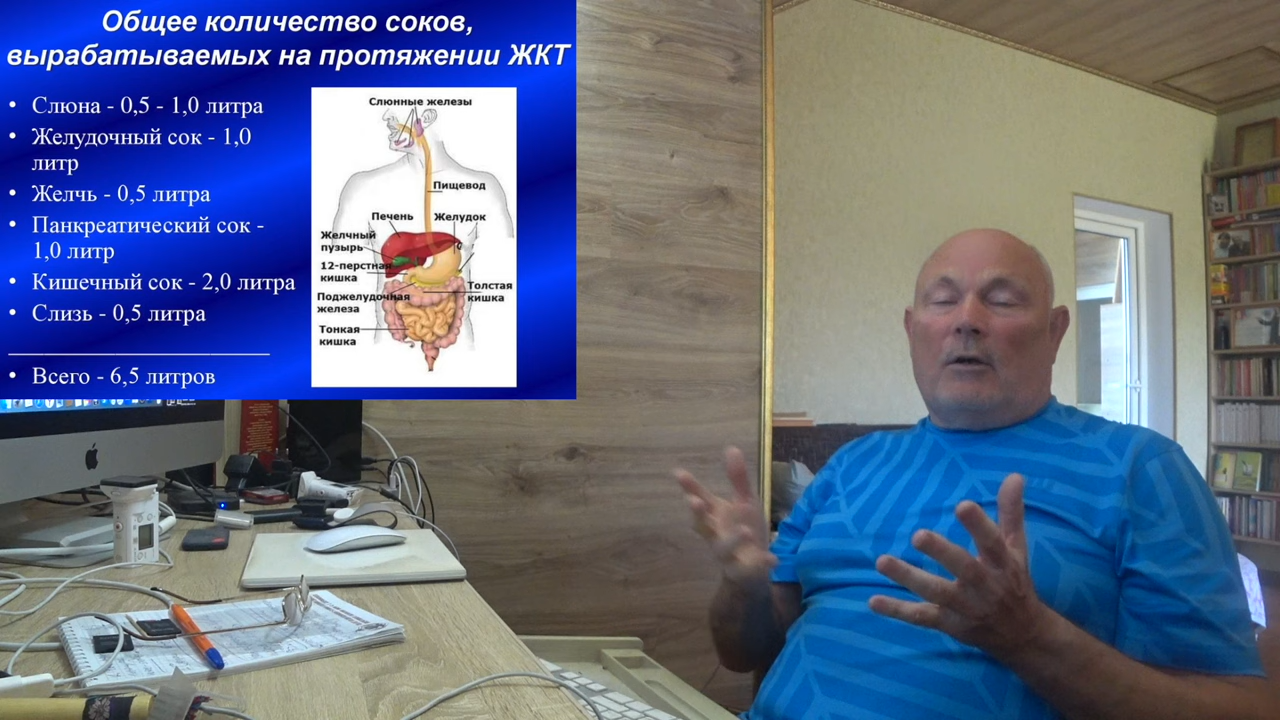 Общее количество соков,
вырабатываемых на протяжении ЖКТ
• Слюна - 0,5 - 1,0 литра
• Желудочный сок - 1,0
литр
• Желчь - 0,5 литра
• Панкреатический сок -
1,0 литр
• Кишечный сок - 2,0 литра
• Слизь - 0,5 литра
• Всего - 6,5 литров
Слюнные железы
Пищевод
Печень
Желудок
Желчный
пузырь
12-перстная
кишка
Поджелудочная
железа
Толстая
кишка
Тонкая
кишка